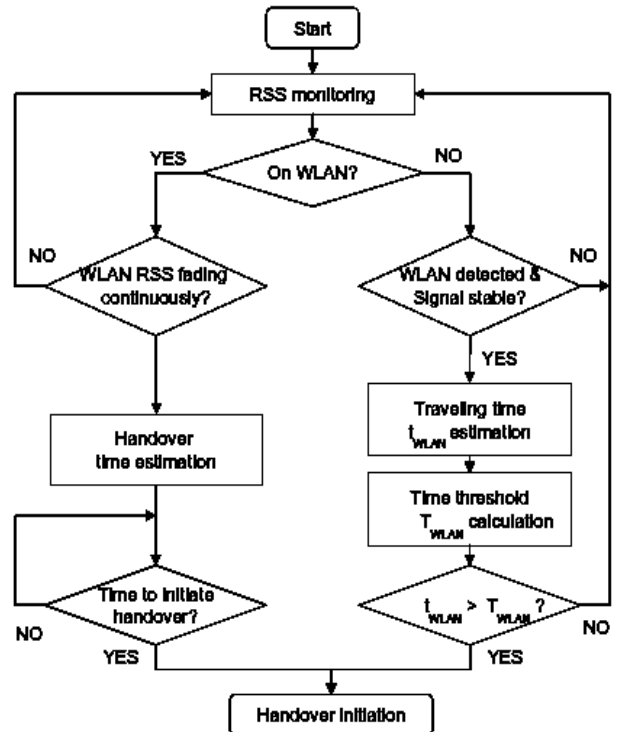 Start
RSS monitoring
YES
On WLAN?
NO
NO
WLAN RSS fading
continuously?
WLAN detected &
Signal stable?
NO
YES
Traveling time
tWLAN estimation
Handover
time estimation
Time threshold
TWLAN calculation
Time to initiate
handover?
tWLAN > TWLAN ?
NO
NO
YES
YES
Handover initiation